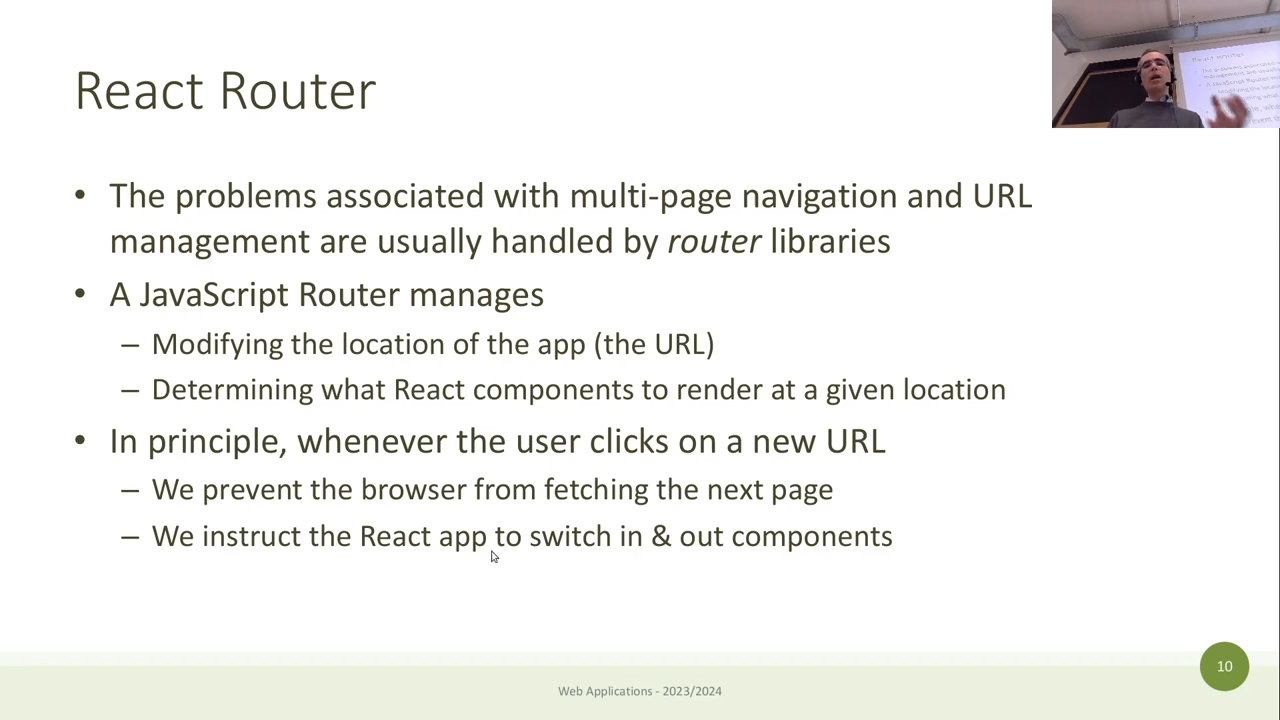 React Router
• The problems associated with multi-page navigation and URL
management are usually handled by router libraries
• A JavaScript Router manages
– Modifying the location of the app (the URL)
– Determining what React components to render at a given location
• In principle, whenever the user clicks on a new URL
– We prevent the browser from fetching the next page
– We instruct the React app to switch in & out components
10
Web Applications - 2023/2024